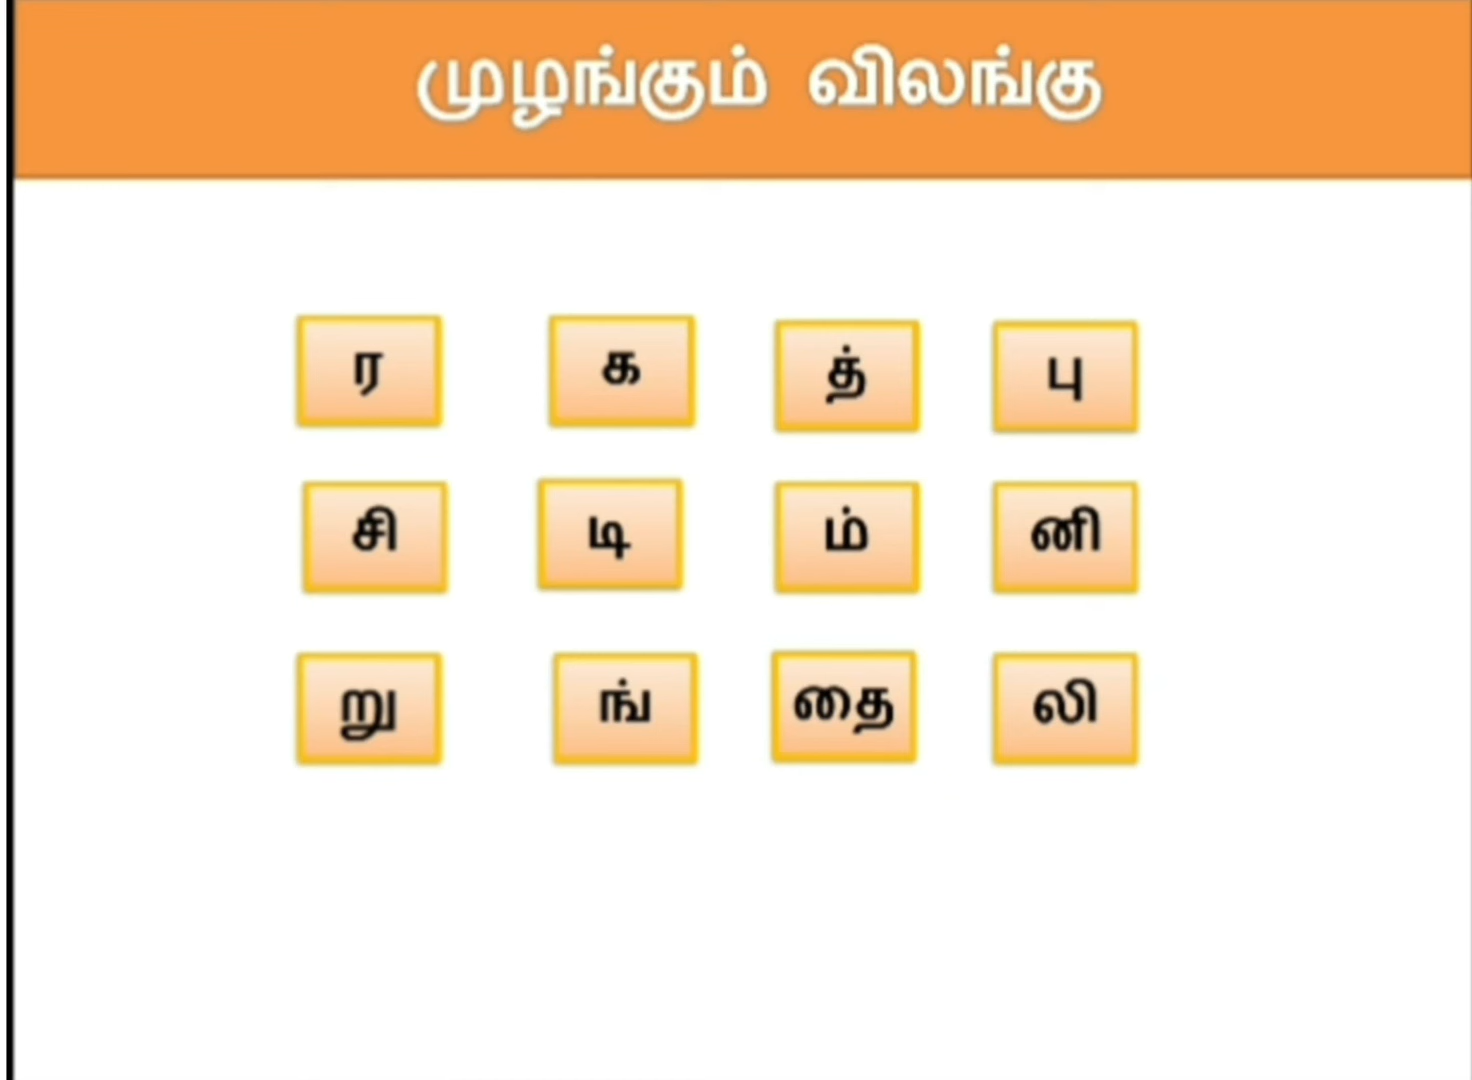 முழங்கும் விலங்கு
ர க த் பு
சி டி ம் னி
று ங் தை லி